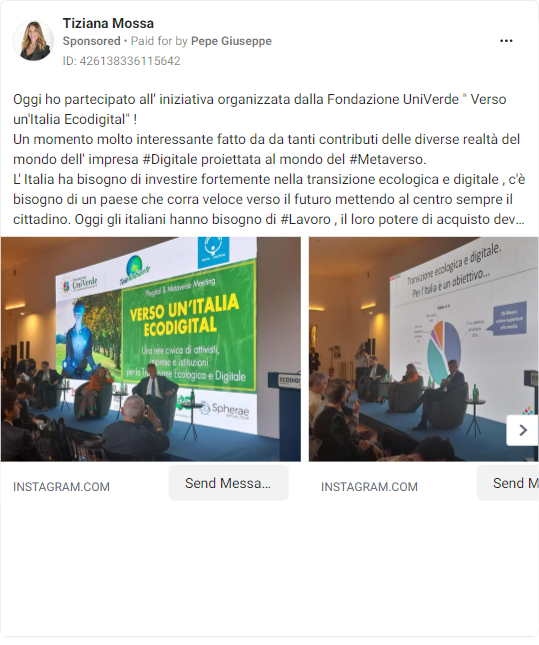 Tiziana Mossa
Sponsored • Paid for by Pepe Giuseppe
ID: 426138336115642
Oggi ho partecipato all' iniziativa organizzata dalla Fondazione UniVerde " Verso
un'Italia Ecodigital" !
Un momento molto interessante fatto da da tanti contributi delle diverse realtà del
mondo dell' impresa #Digitale proiettata al mondo del #Metaverso.
L' Italia ha bisogno di investire fortemente nella transizione ecologica e digitale , c'è
bisogno di un paese che corra veloce verso il futuro mettendo al centro sempre il
cittadino. Oggi gli italiani hanno bisogno di #Lavoro , il loro potere di acquisto dev...
UniVerde
Phygital & Metaverse Meeting
VERSO UN'ITALIA
ECODIGITAL
Una rete civica di attivisti,
imprese e istituzioni
per la Ecologico e Digitale
Spherae
ECODIG
Transizione ecologica e digitale.
Per l'Italia è un obiettivo...
INSTAGRAM.COM
Send Messa...
INSTAGRAM.COM
Send M